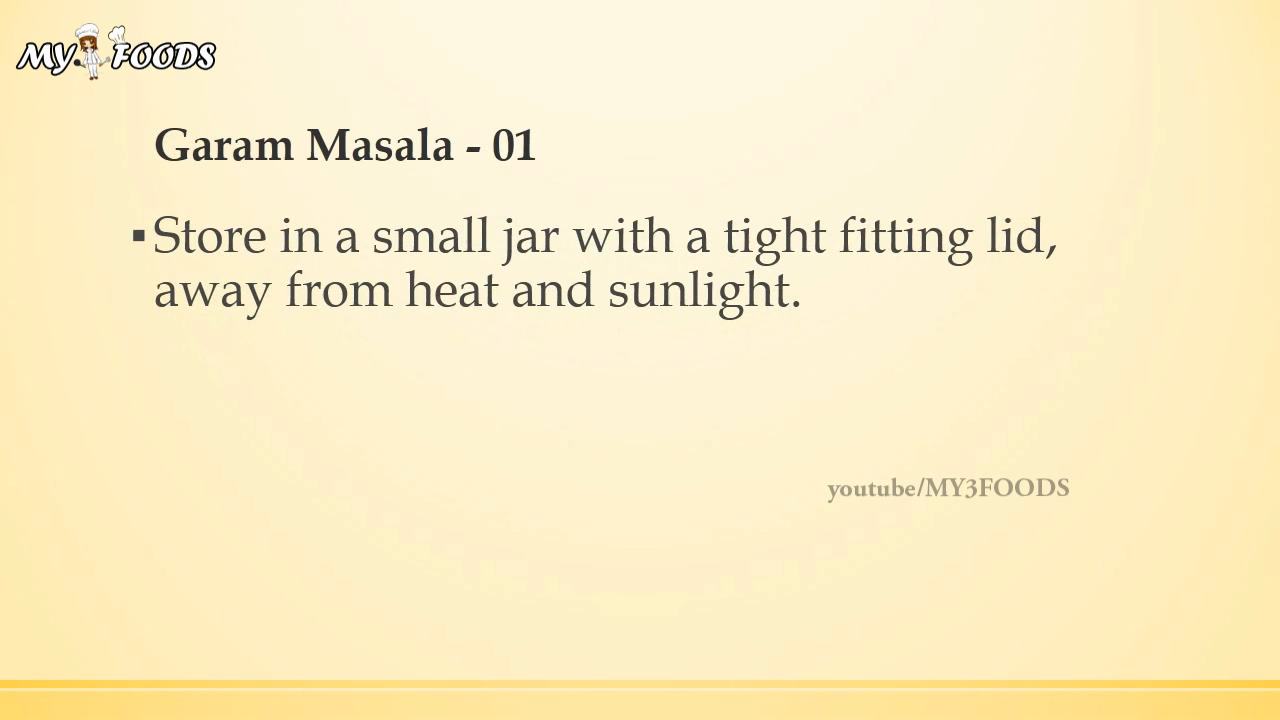 MY FOODS
Garam Masala - 01
▪Store in a small jar with a tight fitting lid,
away from heat and sunlight.
youtube/MY3FOODS